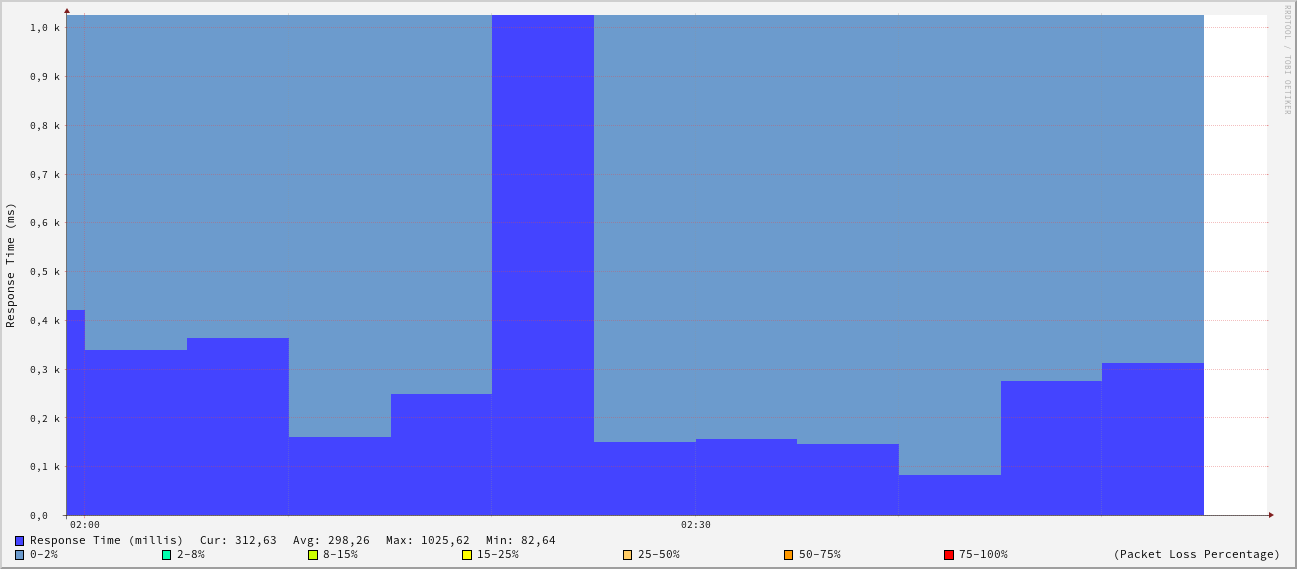 RRDTOOL / TOBI OETIKER
Response Time (ms)
1,0 k
0,9 k
0,8 k
0,7 k
0,6 k
0,5 k
0,4 k
0,3 k
0,2 k
0,1 k
0,0
02:00 02:30
Response Time (millis) Cur: 312,63 Avg: 298,26 Max: 1025,62 Min: 82,64
0-2% 2-8% 8-15% 15-25% 25-50% 50-75% 75-100% (Packet Loss Percentage)